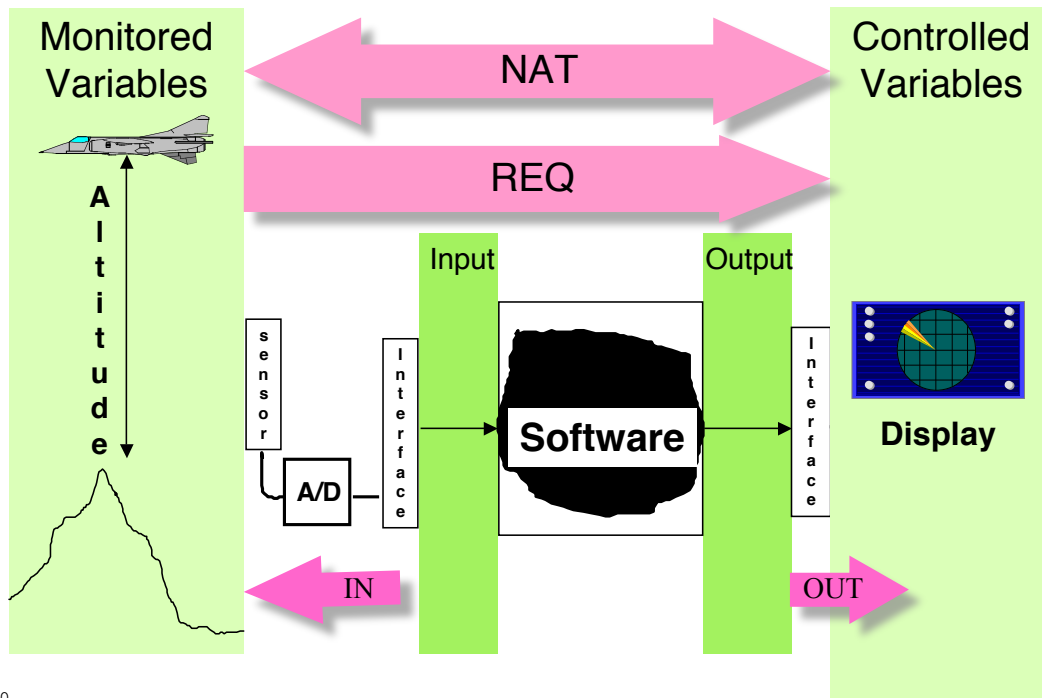 Monitored
Variables
NAT
Controlled
Variables
REQ
Altitude
Input
Output
sensor
Interface
A/D
Software
Interface
Display
IN
OUT